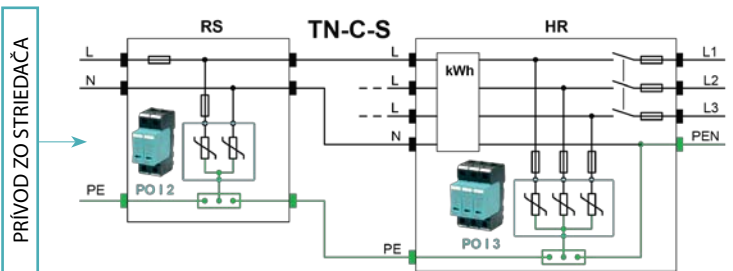 PRÍVOD ZO STRIEDAČA
RS
TN-C-S
HR
L
N
PE
PO I 2
L
L
L
N
PE
kWh
PO I 3
L1
L2
L3
PEN